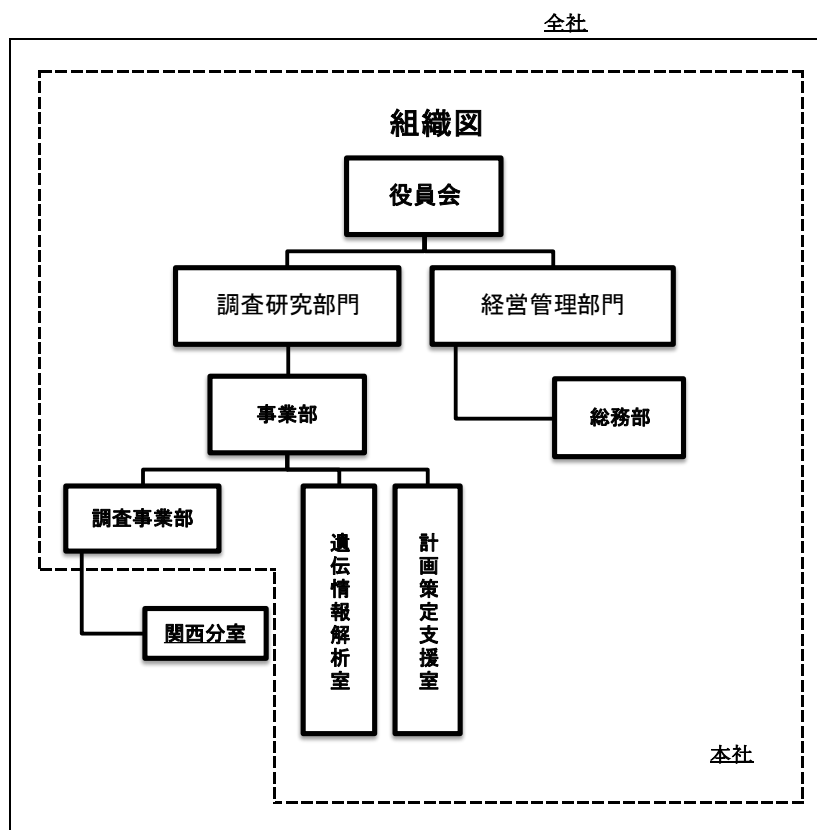 全社
組織図
役員会
調査研究部門
経営管理部門
事業部
総務部
調査事業部
遺伝情報解析室
計画策定支援室
関西分室
本社